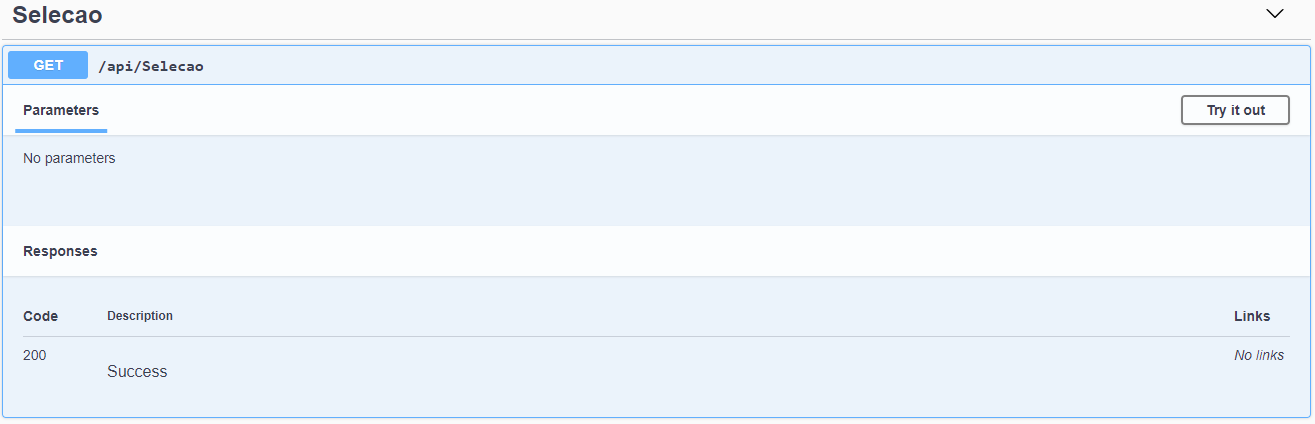 Selecao
GET /api/Selecao
Parameters Try it out
No parameters
Responses
Code Description Links
200 Success No links